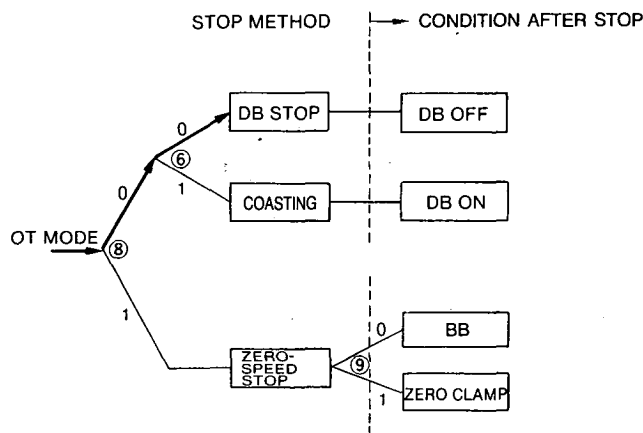 STOP METHOD
CONDITION AFTER STOP
0
DB STOP
DB OFF
⑥
0
1
COASTING
DB ON
OT MODE
⑧
1
0
BB
ZERO-
SPEED
STOP
⑨
1
ZERO CLAMP